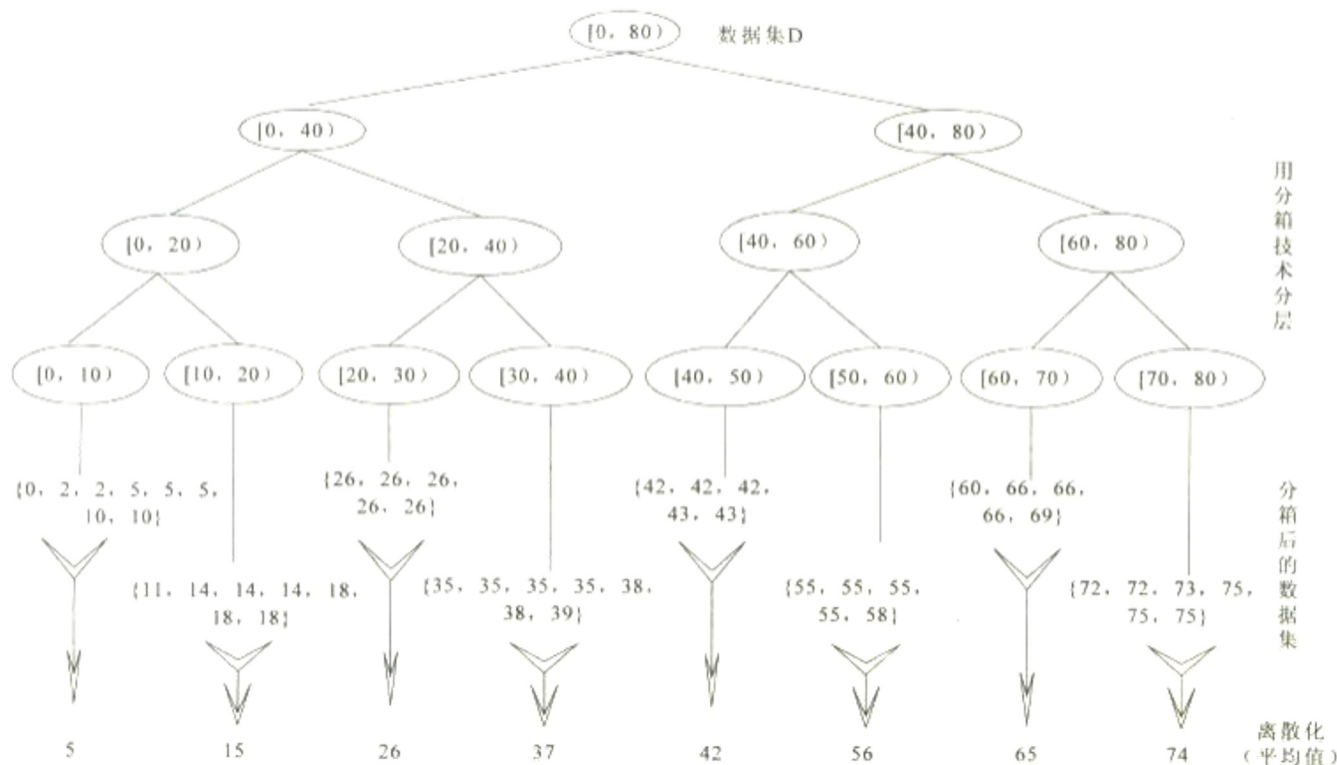 [0, 80)
数据集D
[0, 40)
[40, 80)
[0, 20)
[20, 40)
[40, 60)
[60, 80)
用分箱技术分层
[0, 10)
[10, 20)
[20, 30)
[30, 40)
[40, 50)
[50, 60)
[60, 70)
[70, 80)
{0, 2, 2, 5, 5, 5,
10, 10}
{26, 26, 26,
26, 26}
{42, 42, 42,
43, 43}
{60, 66, 66,
66, 69}
{11, 14, 14, 14, 18,
18, 18}
{35, 35, 35, 35, 38,
38, 39}
{55, 55, 55,
55, 58}
{72, 72, 73, 75,
75, 75}
分箱后的数据集
5
15
26
37
42
56
65
74
离散化
(平均值)